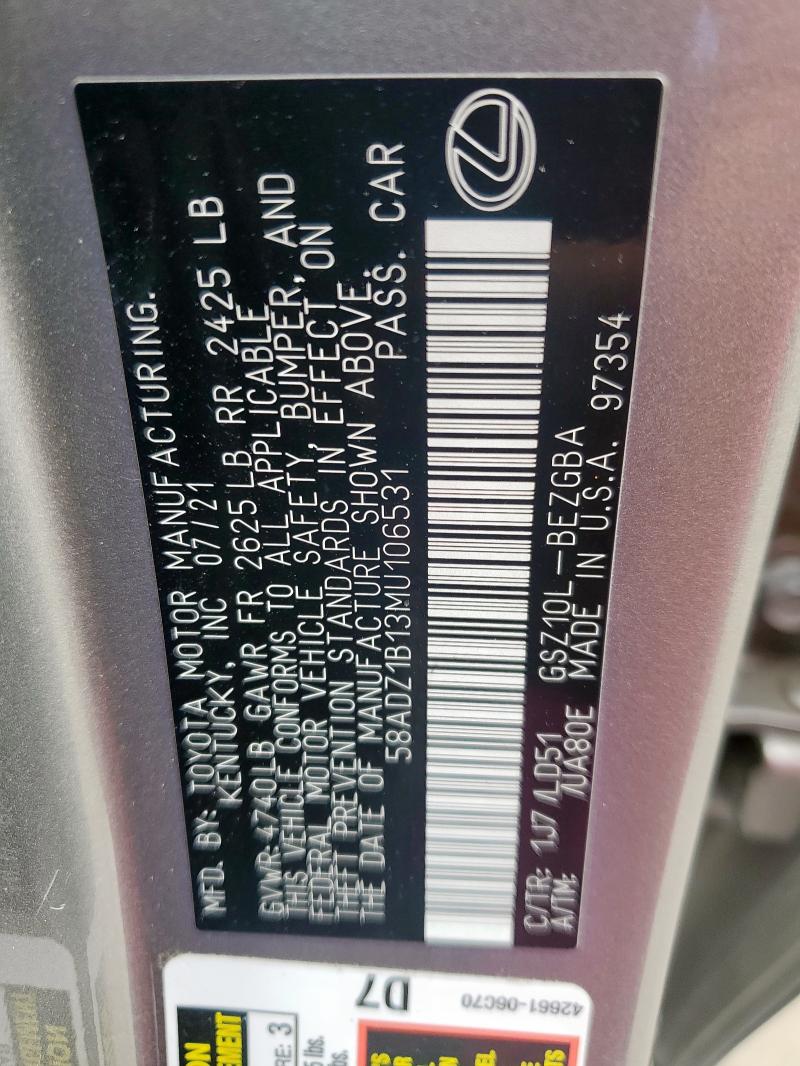 MFD. BY: TOYOTA MOTOR MANUFACTURING.
KENTUCKY, INC 07/21
GVWR: 4740LB GAWR FR 2625LB RR 2425 LB
THIS VEHICLE CONFORMS TO ALL APPLICABLE
FEDERAL MOTOR VEHICLE SAFETY, BUMPER, AND
THEFT PREVENTION STANDARDS IN EFFECT ON
THE DATE OF MANUFACTURE SHOWN ABOVE.
58ADZ1B13MU106531 PASS. CAR
C/TR: 1J7/LD51 GSZ10L-BEZGBA
A/TM: /UA80E MADE IN U.S.A. 97354
D7
42661-06C70